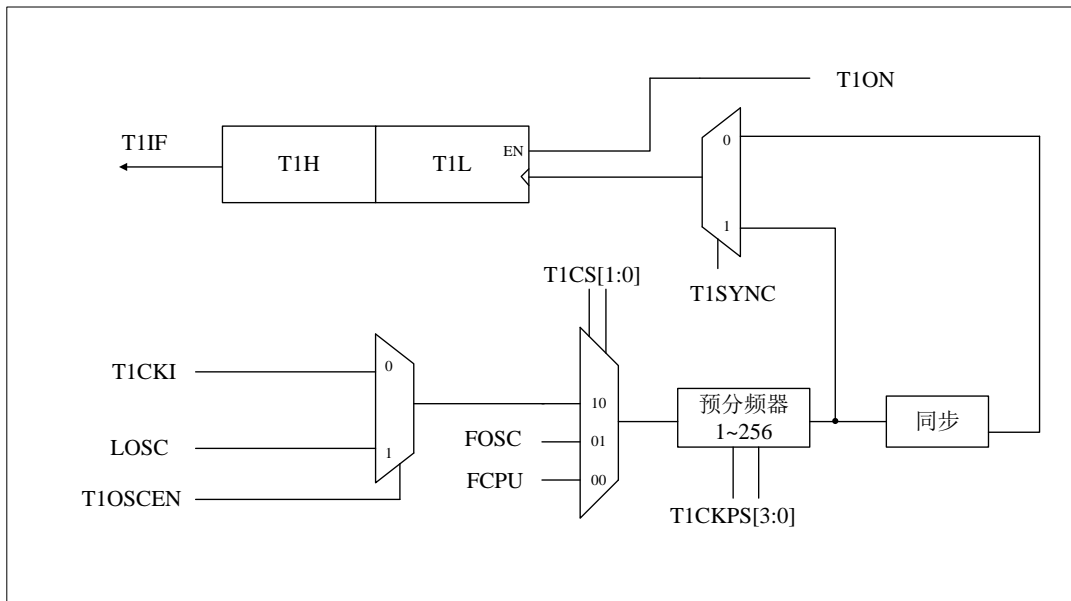 T1ON
T1IF
T1H
T1L
EN
0
1
T1SYNC
T1CS[1:0]
T1CKI
0
10
预分频器
1~256
同步
LOSC
1
FOSC
01
FCPU
00
T1OSCEN
T1CKPS[3:0]